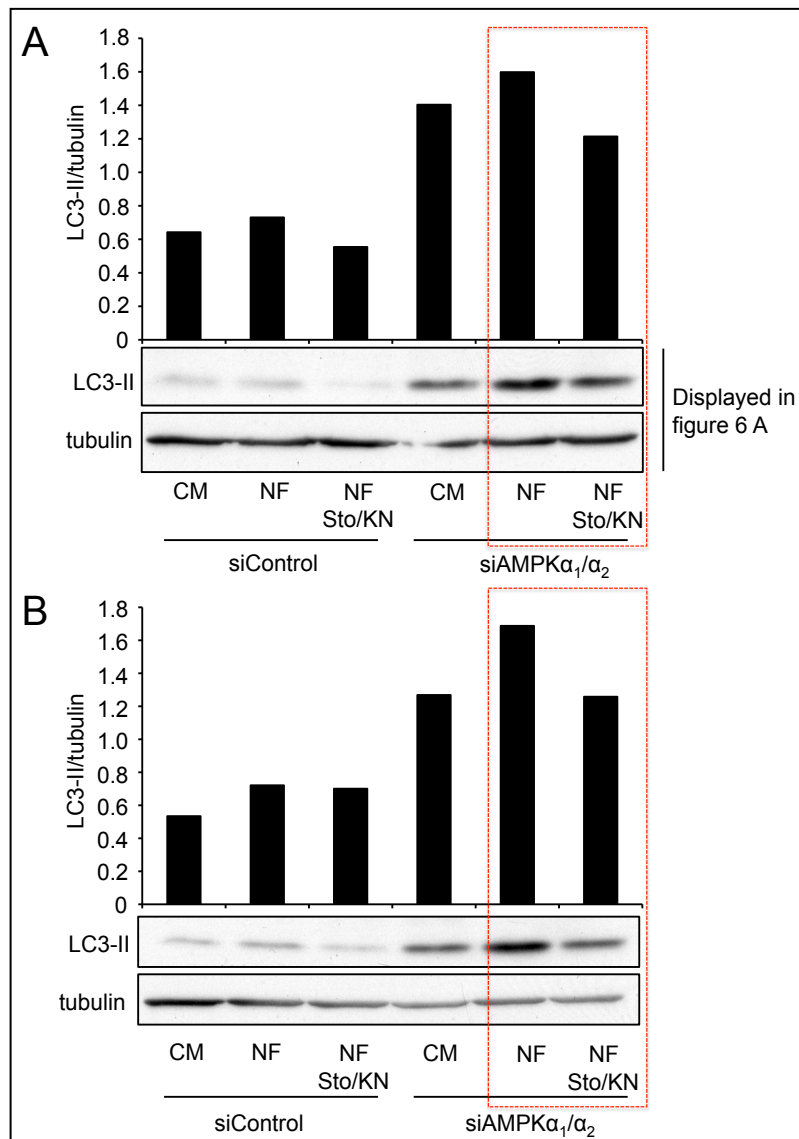 A
1.8
1.6
1.4
1.2
1.0
0.8
0.6
0.4
0.2
0
LC3-II/tubulin
LC3-II
tubulin
Displayed in
figure 6 A
CM NF NF CM NF NF
Sto/KN Sto/KN
siControl siAMPKα₁/α₂
B
1.8
1.6
1.4
1.2
1.0
0.8
0.6
0.4
0.2
0
LC3-II/tubulin
LC3-II
tubulin
CM NF NF CM NF NF
Sto/KN Sto/KN
siControl siAMPKα₁/α₂